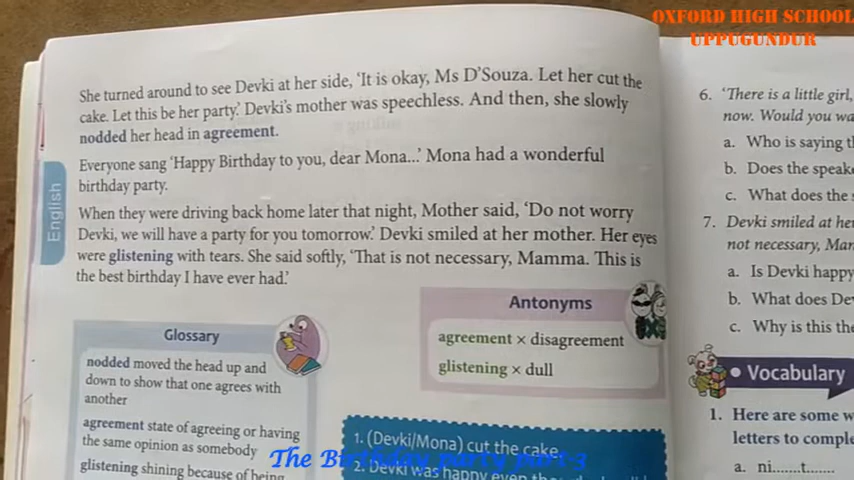 OXFORD HIGH SCHOOL
UPPUGUNDUR
She turned around to see Devki at her side, 'It is okay, Ms D'Souza. Let her cut the
cake. Let this be her party.' Devki's mother was speechless. And then, she slowly
nodded her head in agreement.
Everyone sang 'Happy Birthday to you, dear Mona...' Mona had a wonderful
birthday party.
When they were driving back home later that night, Mother said, 'Do not worry
Devki, we will have a party for you tomorrow.' Devki smiled at her mother. Her eyes
were glistening with tears. She said softly, 'That is not necessary, Mamma. This is
the best birthday I have ever had.'
English
Glossary
nodded moved the head up and
down to show that one agrees with
another
agreement state of agreeing or having
the same opinion as somebody
glistening shining because of being
Antonyms
agreement × disagreement
glistening × dull
1. (Devki/Mona) cut the cake.
2. Devki was happy even
The Birthday party part-3
6. 'There is a little girl,
now. Would you
a. Who is saying
b. Does the
c. What does the
7. Devki smiled at her
not necessary,
a. Is Devki happy
b. What does
c. Why is this the
Vocabulary
1. Here are some
letters to
a. ni......t......